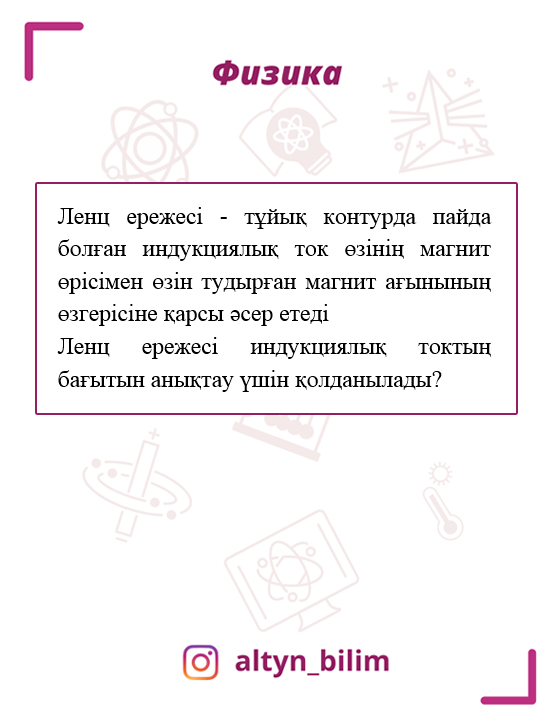 Физика
Ленц ережесі - тұйық контурда пайда
болған индукциялық ток өзінің магнит
өрісімен өзін тудырған магнит ағынының
өзгерісіне қарсы әсер етеді
Ленц ережесі индукциялық токтың
бағытын анықтау үшін қолданылады?
altyn_bilim